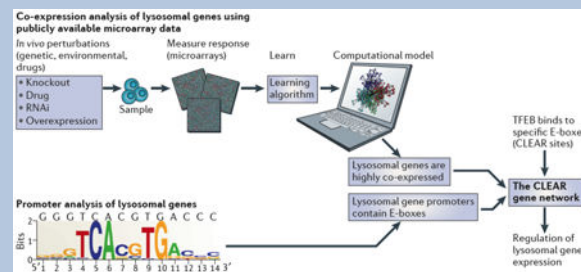 Co-expression analysis of lysosomal genes using
publicly available microarray data
In vivo perturbations
(genetic, environmental,
drugs)
• Knockout
• Drug
• RNAi
• Overexpression
Sample
Measure response
(microarrays)
Learn
Learning
algorithm
Computational model
Lysosomal genes are
highly co-expressed
Lysosomal gene promoters
contain E-boxes
TFEB binds to
specific E-boxe
(CLEAR sites)
The CLEAR
gene network
Regulation of
lysosomal gene
expression
Promoter analysis of lysosomal genes
G G G T C A C G T G A C C C
2
1
0
Bits
TCACGTGA
5' 1 2 3 4 5 6 7 8 9 10 11 12 13 14 3'